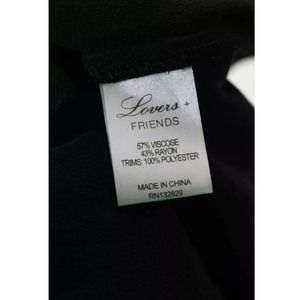 Lovers +
FRIENDS
57% VISCOSE
43% RAYON
TRIMS: 100% POLYESTER
MADE IN CHINA
RN132829